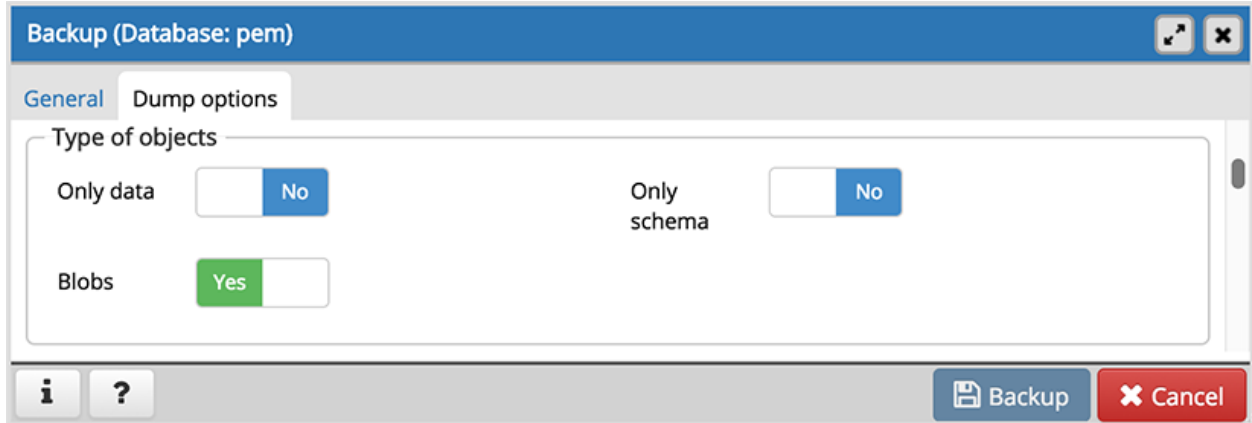 Backup (Database: pem)
General Dump options
Type of objects
Only data No Only schema No
Blobs Yes
i ? Backup Cancel